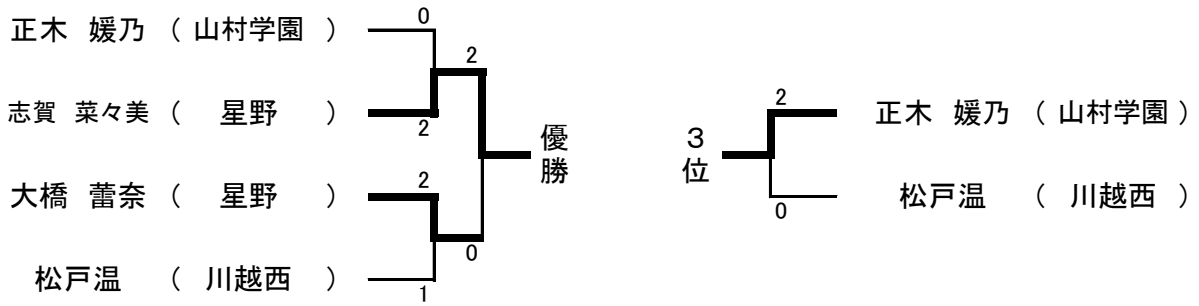 0
正木 媛乃 ( 山村学園 )
2
志賀 菜々美 ( 星野 )
2
優勝
2
大橋 蕾奈 ( 星野 )
0
松戸温 ( 川越西 )
1
2
正木 媛乃 ( 山村学園 )
3位
松戸温 ( 川越西 )
0